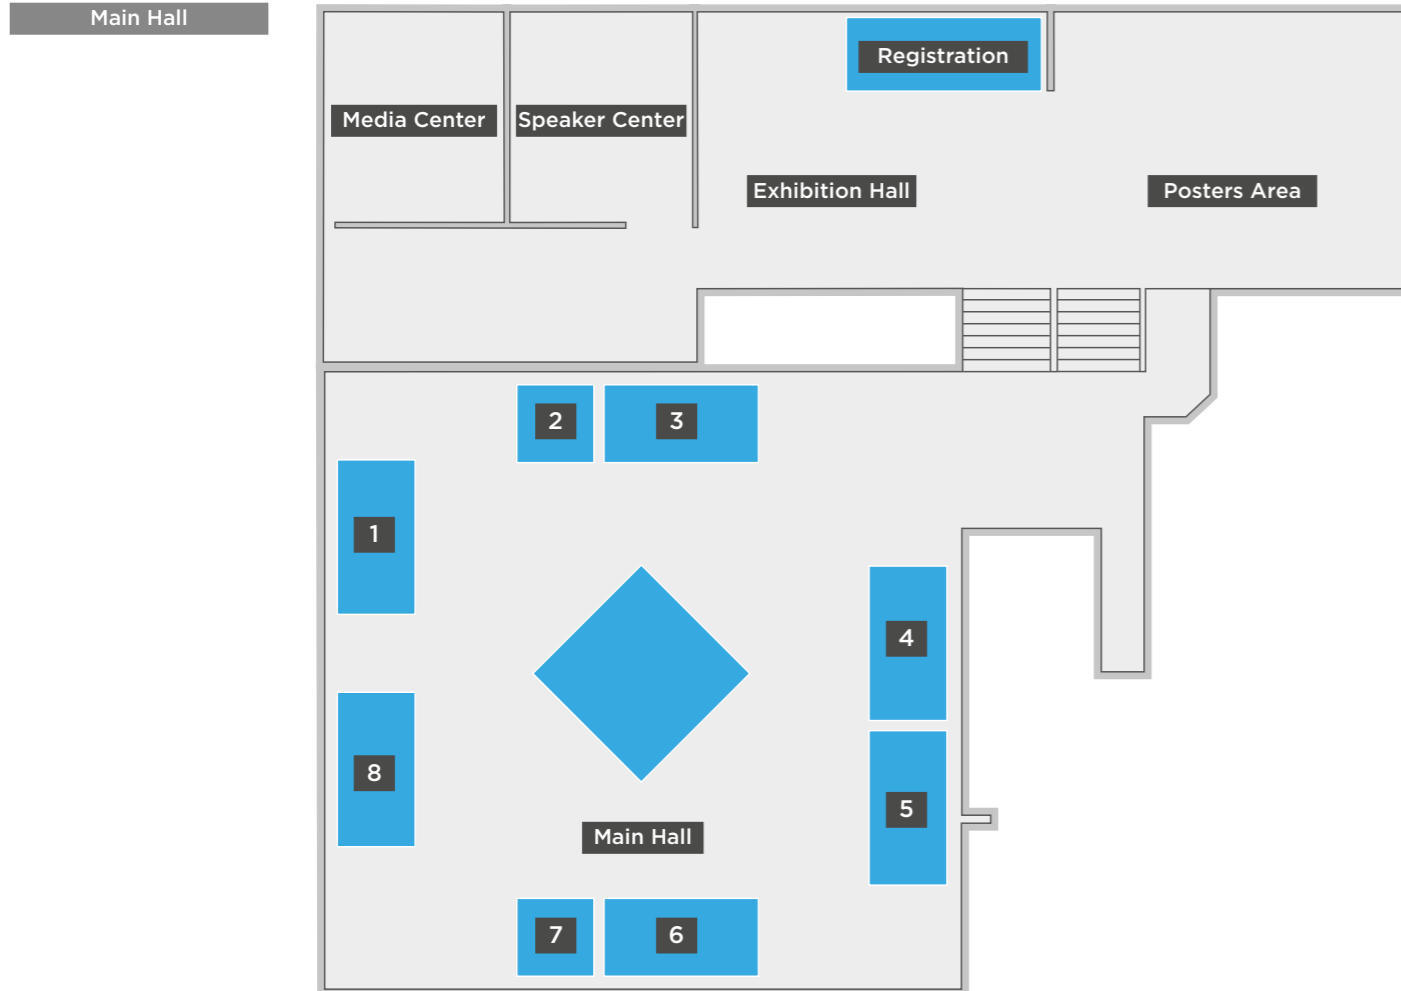 Main Hall
Registration
Media Center
Speaker Center
Exhibition Hall
Posters Area
2
3
1
4
8
5
Main Hall
7
6